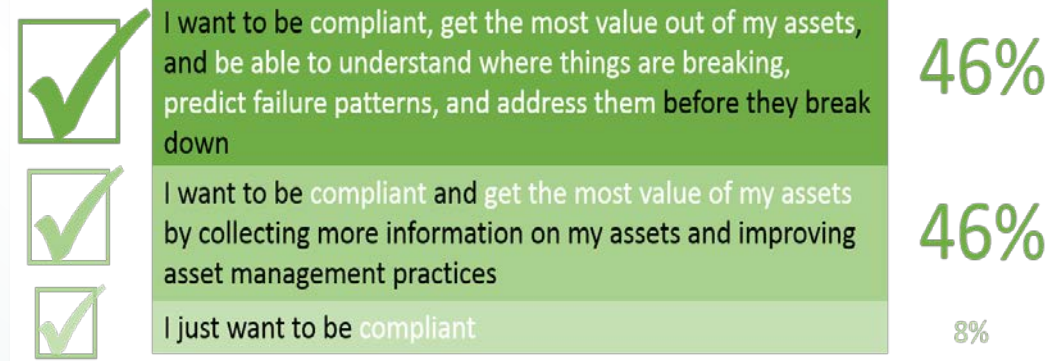 I want to be compliant, get the most value out of my assets,
and be able to understand where things are breaking,
predict failure patterns, and address them before they break
down
46%
I want to be compliant and get the most value of my assets
by collecting more information on my assets and improving
asset management practices
46%
I just want to be compliant
8%